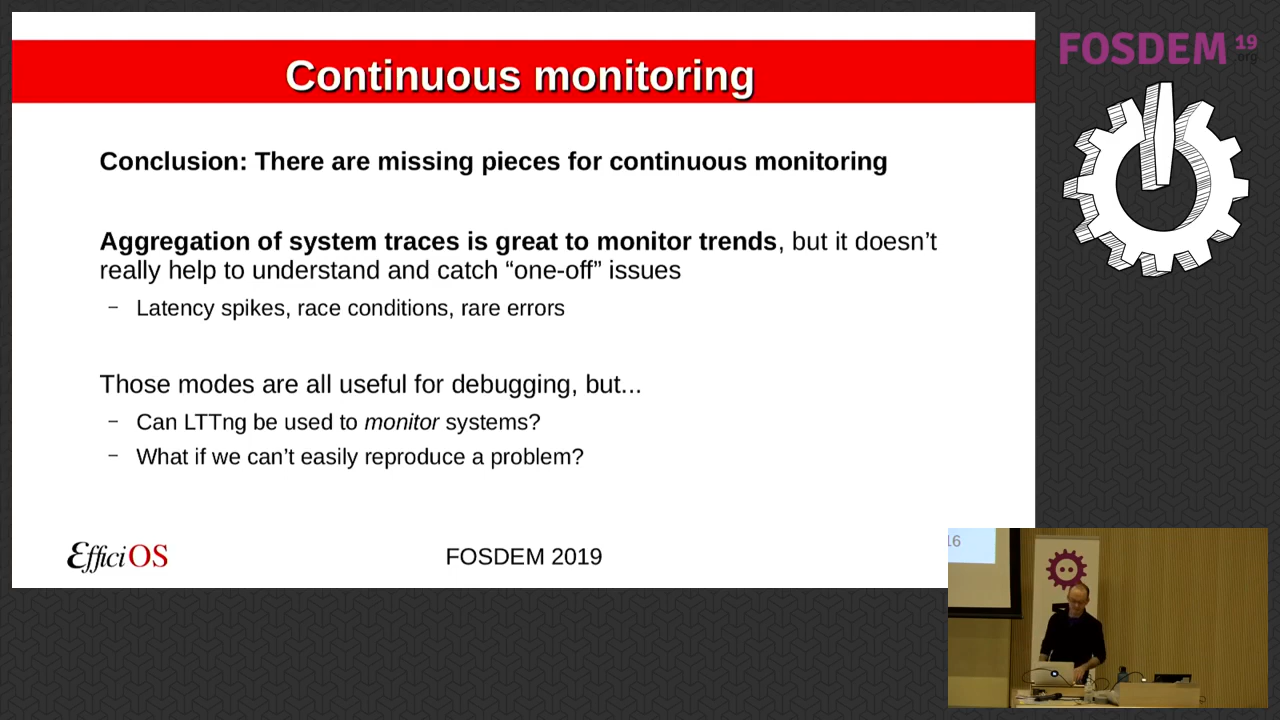 Continuous monitoring
FOSDEM 19
.org
Conclusion: There are missing pieces for continuous monitoring
Aggregation of system traces is great to monitor trends, but it doesn’t
really help to understand and catch “one-off” issues
– Latency spikes, race conditions, rare errors
Those modes are all useful for debugging, but...
– Can LTTng be used to monitor systems?
– What if we can’t easily reproduce a problem?
EfficiOS
FOSDEM 2019
16